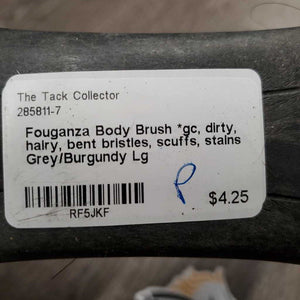 The Tack Collector
285811-7
Fouganza Body Brush *gc, dirty,
hairy, bent bristles, scuffs, stains
Grey/Burgundy Lg
P
$4.25
RF5JKF